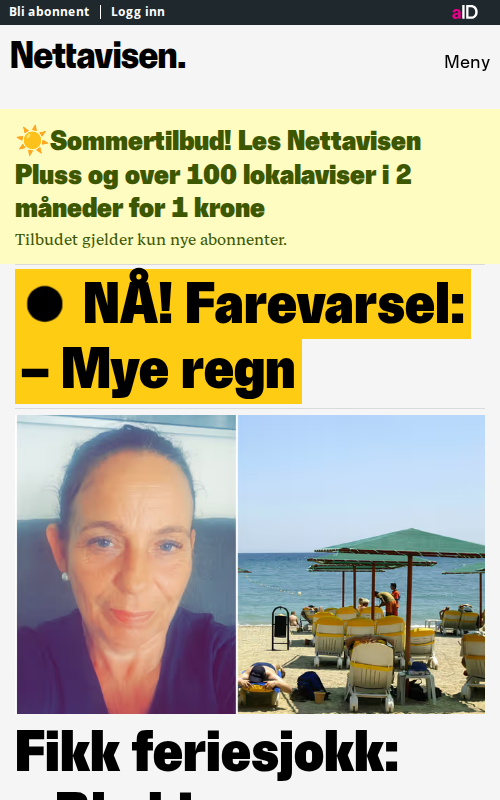 Bli abonnent | Logg inn
aID
Nettavisen.
Meny
☀️Sommertilbud! Les Nettavisen
Pluss og over 100 lokalaviser i 2
måneder for 1 krone
Tilbudet gjelder kun nye abonnenter.
● NÅ! Farevarsel:
– Mye regn
Fikk feriesjokk: